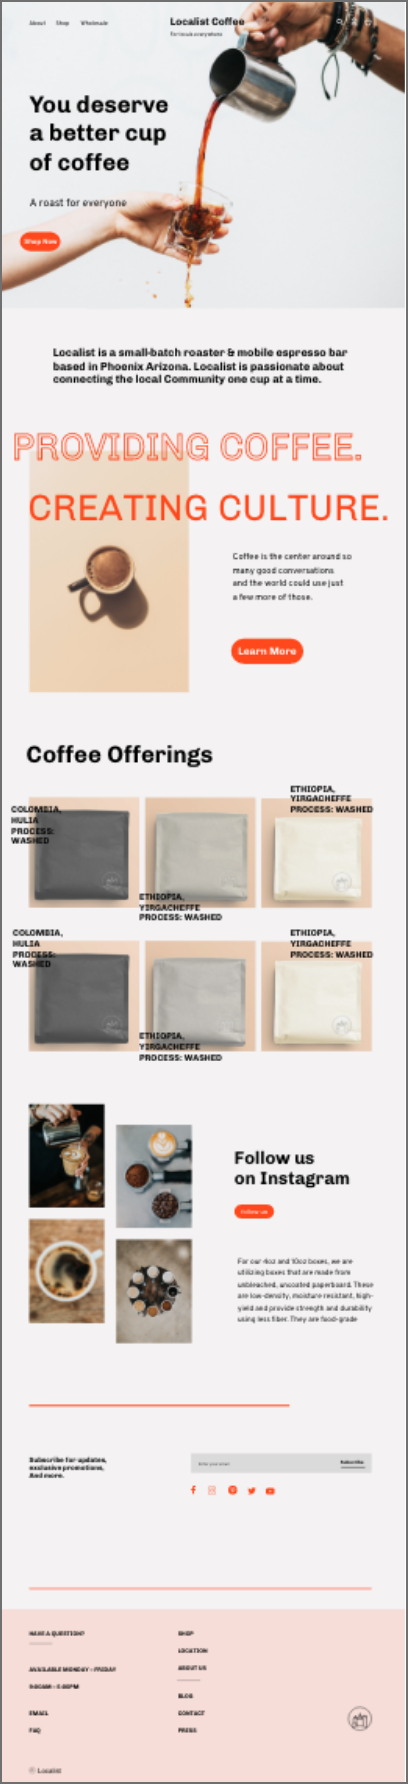 About Shop Wholesale
Localist Coffee
For locals everywhere
You deserve
a better cup
of coffee
A roast for everyone
Shop Now
Localist is a small-batch roaster & mobile espresso bar
based in Phoenix Arizona. Localist is passionate about
connecting the local Community one cup at a time.
PROVIDING COFFEE.
CREATING CULTURE.
Coffee is the center around so
many good conversations
and the world could use just
a few more of those.
Learn More
Coffee Offerings
COLOMBIA,
HULIA
PROCESS:
WASHED
ETHIOPIA,
YIRGACHEFFE
PROCESS: WASHED
ETHIOPIA,
YIRGACHEFFE
PROCESS: WASHED
COLOMBIA,
HULIA
PROCESS:
WASHED
ETHIOPIA,
YIRGACHEFFE
PROCESS: WASHED
ETHIOPIA,
YIRGACHEFFE
PROCESS: WASHED
Follow us
on Instagram
Follow us
For our 4oz and 10oz boxes, we are
utilizing boxes that are made from
unbleached, uncoated paperboard. These
are low-density, moisture resistant, high-
yield and provide strength and durability
using less fiber. They are food-grade
Subscribe for updates,
exclusive promotions,
And more.
Enter your email
Subscribe
HAVE A QUESTION?
AVAILABLE MONDAY - FRIDAY
EMAIL
FAQ
SHOP
LOCATION
ABOUT US
BLOG
CONTACT
PRESS
© Localist